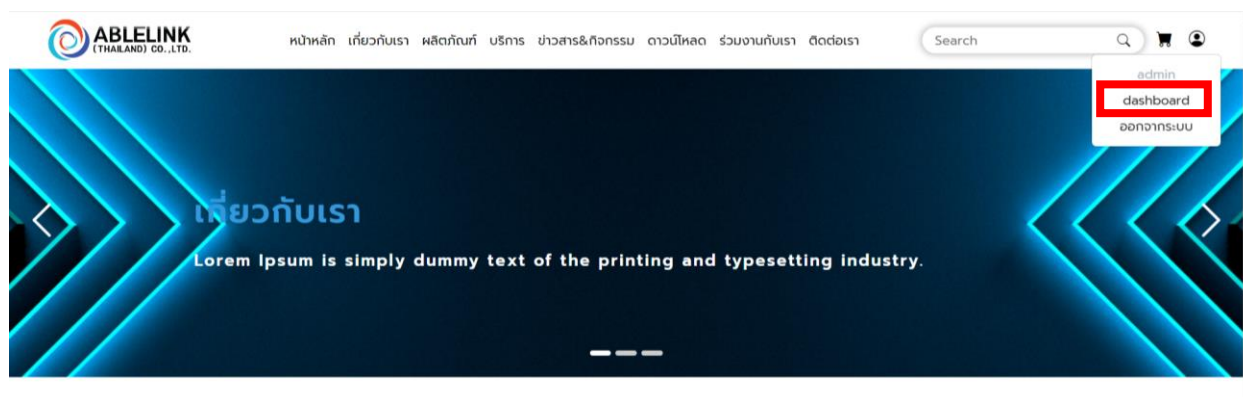 ABLELINK
(THAILAND) CO.,LTD.
หน้าหลัก เกี่ยวกับเรา ผลิตภัณฑ์ บริการ ข่าวสาร&กิจกรรม ดาวน์โหลด ร่วมงานกับเรา ติดต่อเรา
Search
admin
dashboard
ออกจากระบบ
เกี่ยวกับเรา
Lorem Ipsum is simply dummy text of the printing and typesetting industry.